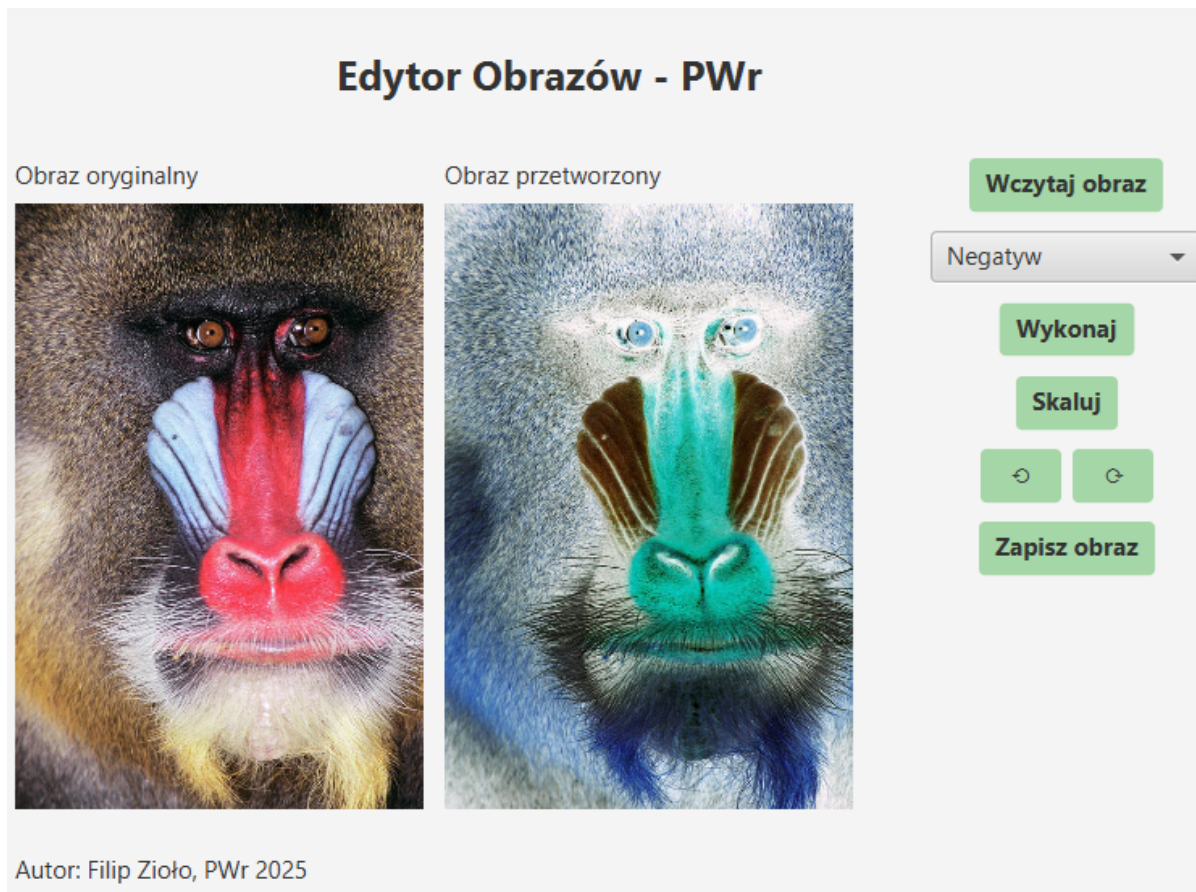 Edytor Obrazów - PWr
Obraz oryginalny
Obraz przetworzony
Wczytaj obraz
Negatyw
Wykonaj
Skaluj
Zapisz obraz
Autor: Filip Zioło, PWr 2025